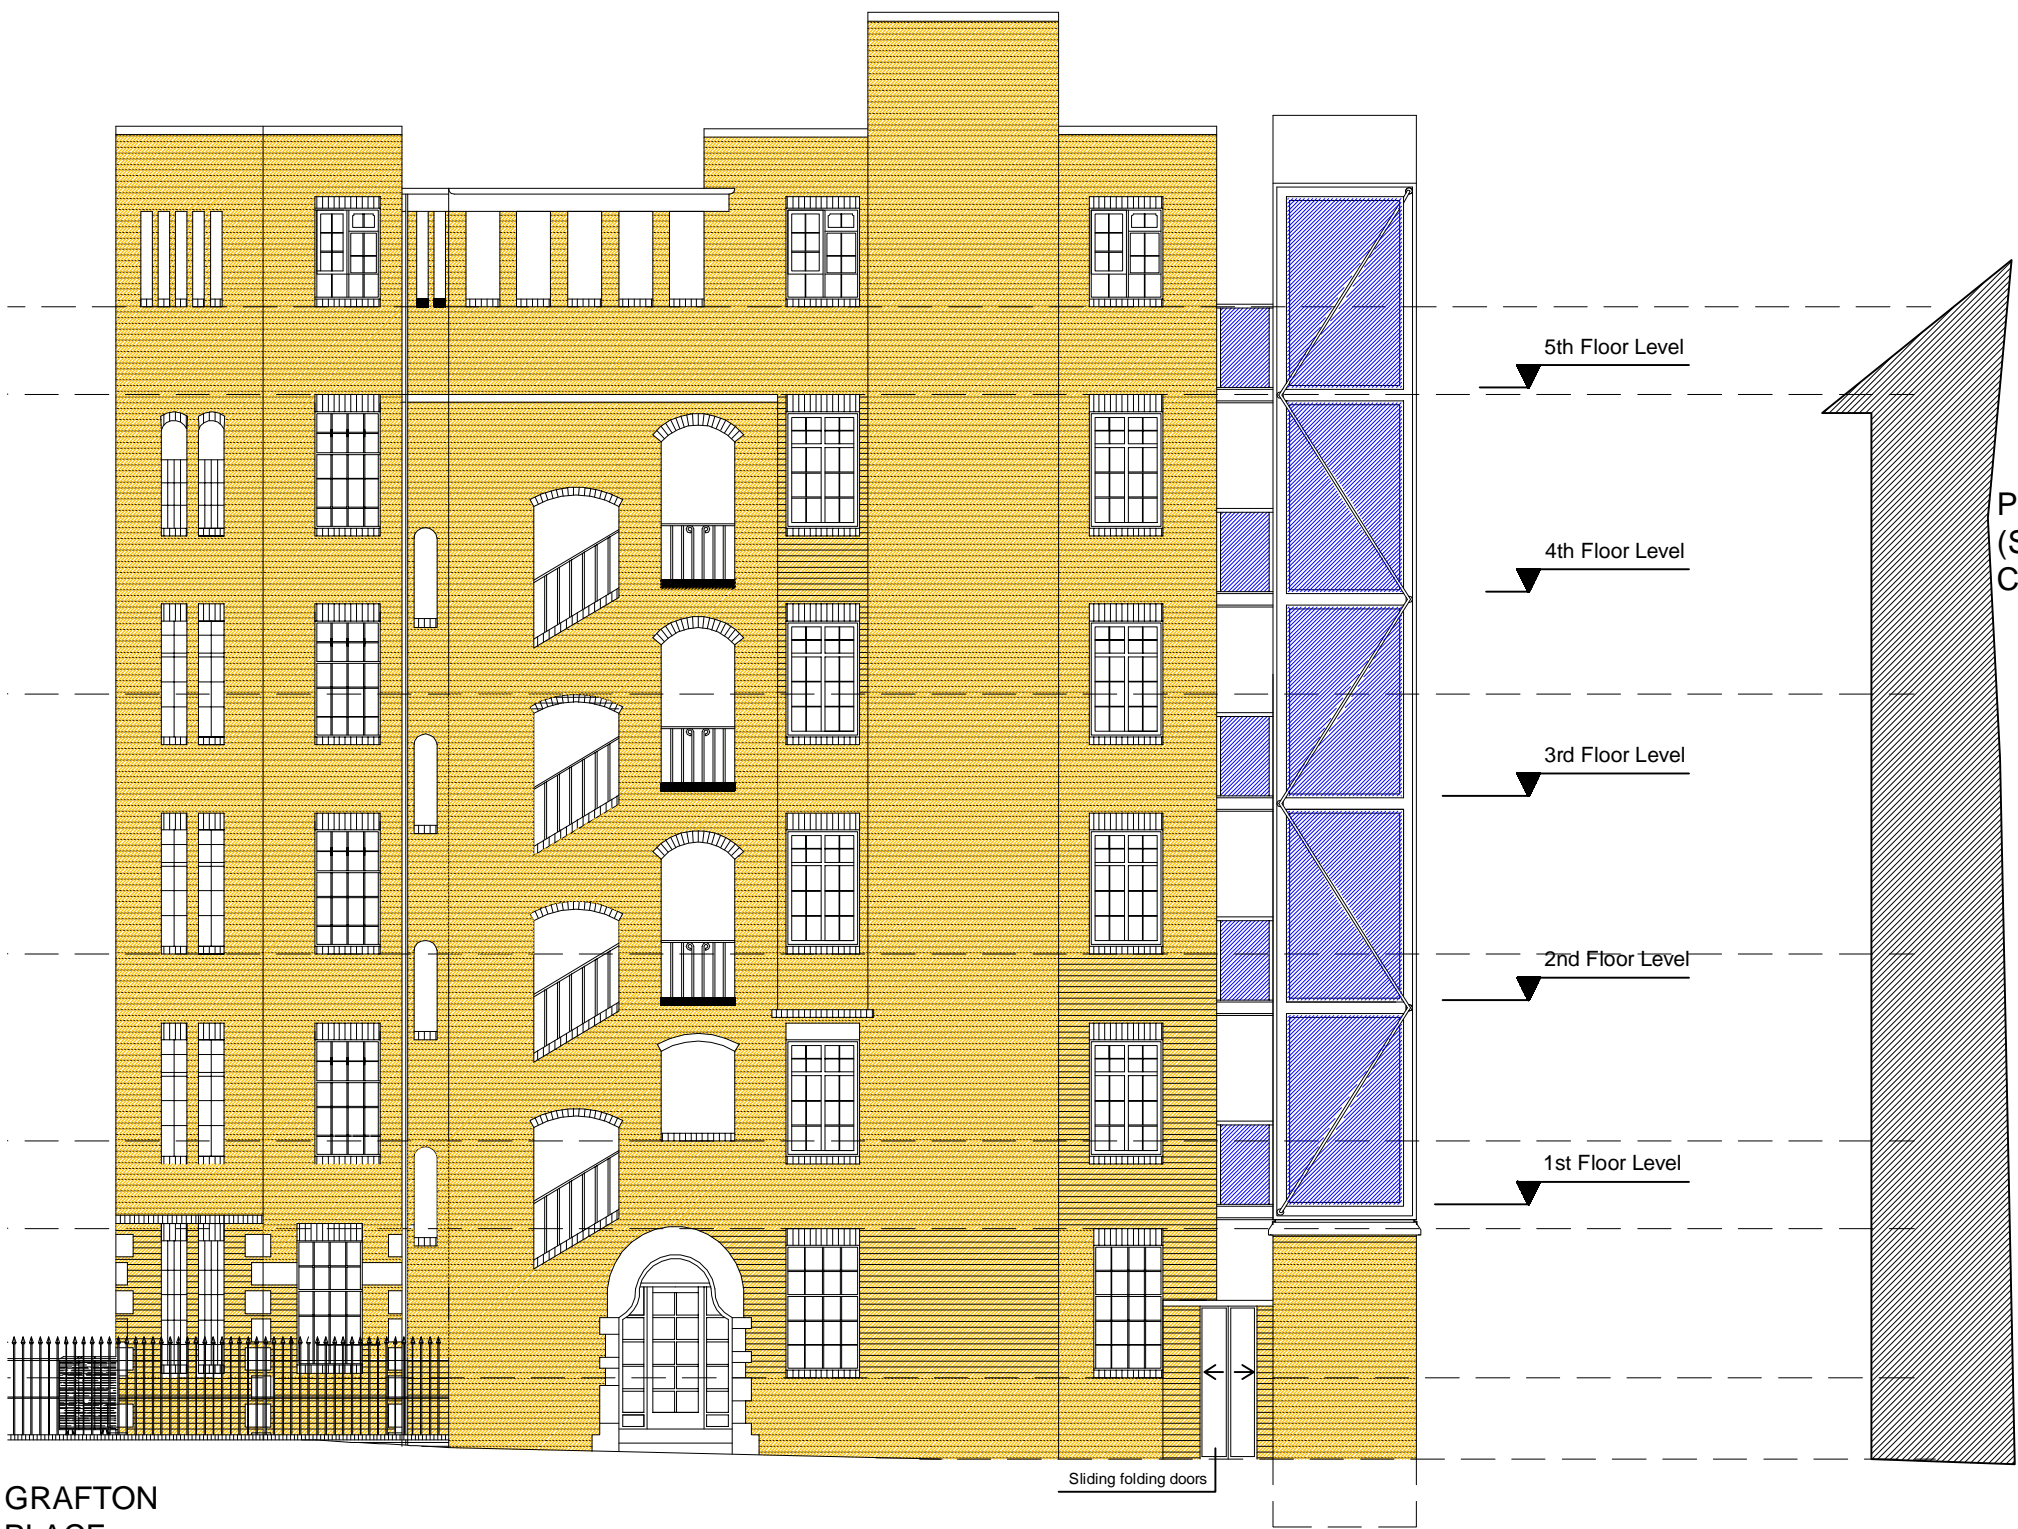 5th Floor Level
4th Floor Level
3rd Floor Level
2nd Floor Level
1st Floor Level
Sliding folding doors
GRAFTON
PLACE
P
(S
C